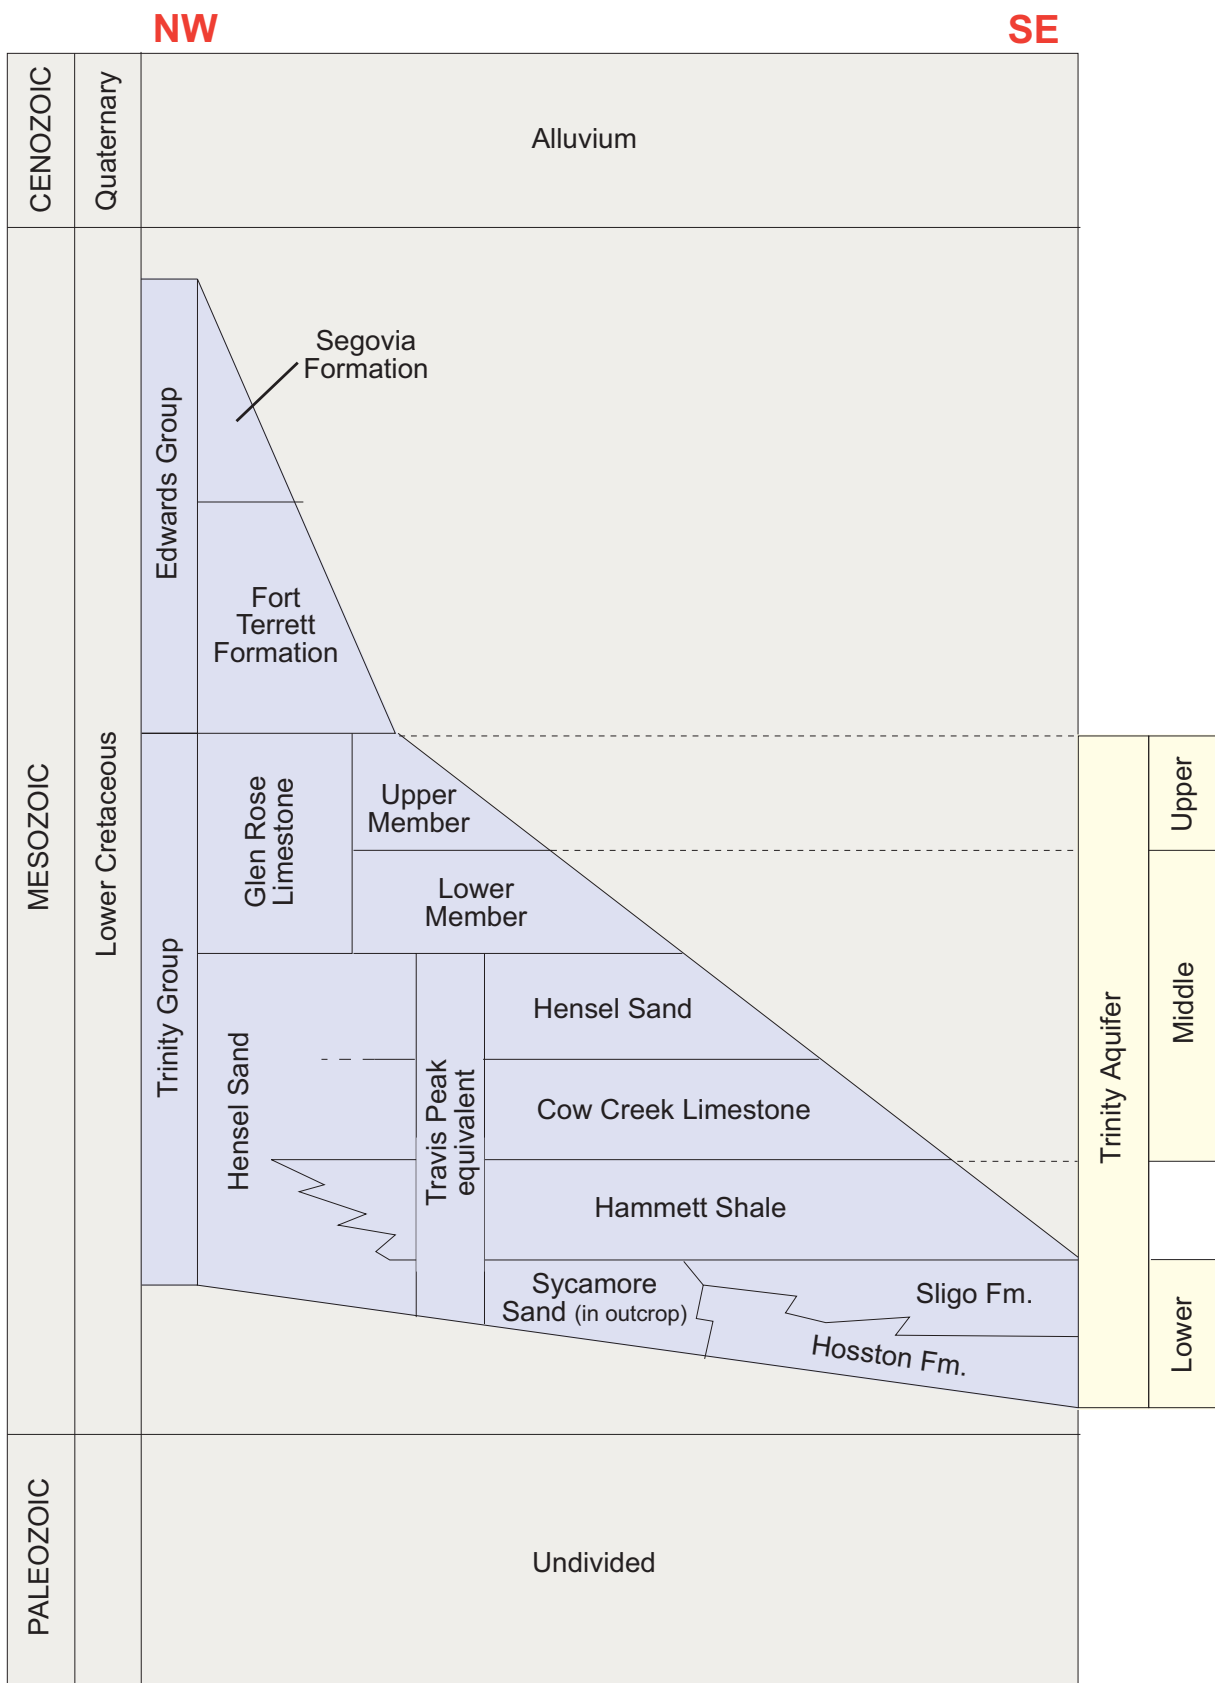 NW
SE
CENOZOIC
Quaternary
Alluvium
MESOZOIC
Lower Cretaceous
Edwards Group
Segovia
Formation
Fort
Terrett
Formation
Trinity Group
Glen Rose
Limestone
Upper
Member
Lower
Member
Hensel Sand
Travis Peak
equivalent
Hensel Sand
Cow Creek Limestone
Hammett Shale
Sycamore
Sand (in outcrop)
Sligo Fm.
Hosston Fm.
Trinity Aquifer
Upper
Middle
Lower
PALEOZOIC
Undivided